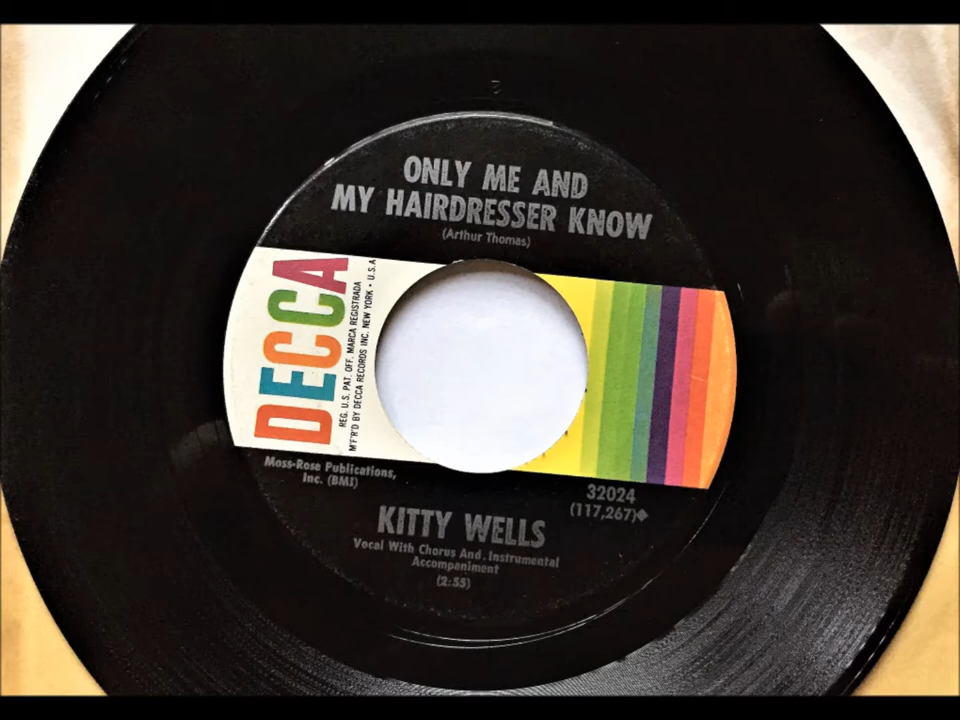 ONLY ME AND
MY HAIRDRESSER KNOW
(Arthur Thomas)
DECCA
REG. U.S. PAT. OFF. MARCA REGISTRADA
M'F'R'D BY DECCA RECORDS INC. NEW YORK • U.S.A
Moss-Rose Publications,
Inc. (BMI)
32024
(117,267)◆
KITTY WELLS
Vocal With Chorus And Instrumental
Accompaniment
(2:55)